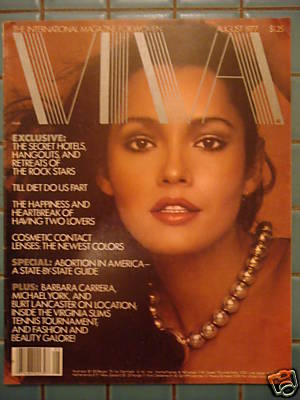 THE INTERNATIONAL MAGAZINE FOR WOMEN AUGUST 1977 $1.25
VIVA
EXCLUSIVE:
THE SECRET HOTELS,
HANGOUTS, AND
RETREATS OF
THE ROCK STARS
TILL DIET DO US PART
THE HAPPINESS AND
HEARTBREAK OF
HAVING TWO LOVERS
COSMETIC CONTACT
LENSES: THE NEWEST COLORS
SPECIAL: ABORTION IN AMERICA—
A STATE-BY-STATE GUIDE
PLUS: BARBARA CARRERA,
MICHAEL YORK, AND
BURT LANCASTER ON LOCATION;
INSIDE THE VIRGINIA SLIMS
TENNIS TOURNAMENT,
AND FASHION AND
BEAUTY GALORE!